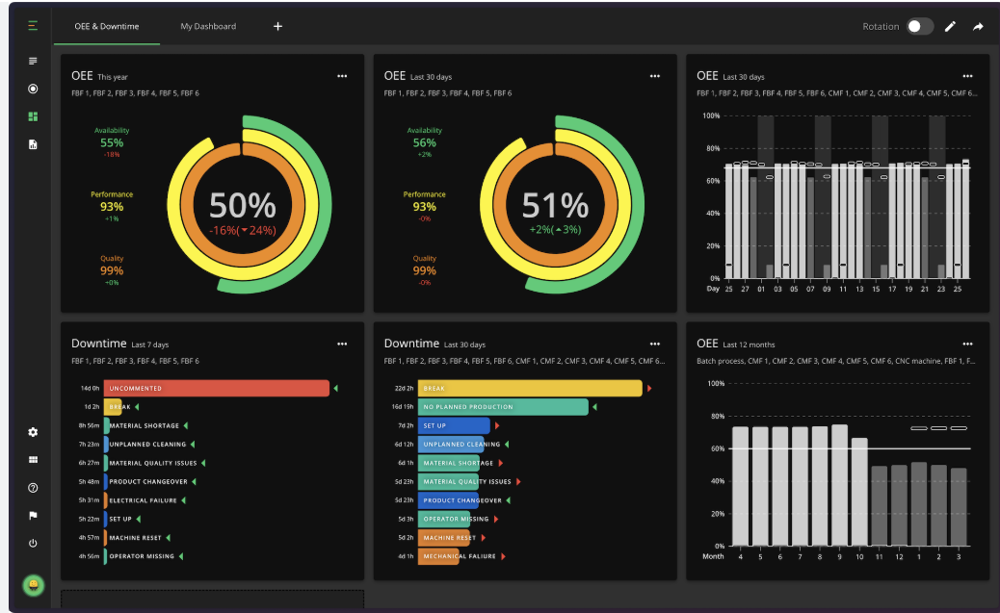 OEE & Downtime
My Dashboard
+
Rotation
OEE This year
FBF 1, FBF 2, FBF 3, FBF 4, FBF 5, FBF 6
Availability
55%
-18%
Performance
93%
+1%
Quality
99%
+0%
50%
-16%(▼24%)
OEE Last 30 days
FBF 1, FBF 2, FBF 3, FBF 4, FBF 5, FBF 6
Availability
56%
+2%
Performance
93%
-0%
Quality
99%
-0%
51%
+2%(▲3%)
OEE Last 30 days
FBF 1, FBF 2, FBF 3, FBF 4, FBF 5, FBF 6, CMF 1, CMF 2, CMF 3, CMF 4, CMF 5, CMF 6...
100%
80%
60%
40%
20%
0%
Day 25 27 01 03 05 07 09 11 13 15 17 19 21 23 25
Downtime Last 7 days
FBF 1, FBF 2, FBF 3, FBF 4, FBF 5, FBF 6
14d 0h UNCOMMENTED
1d 2h BREAK
8h 56m MATERIAL SHORTAGE
7h 23m UNPLANNED CLEANING
6h 27m MATERIAL QUALITY ISSUES
5h 48m PRODUCT CHANGEOVER
5h 31m ELECTRICAL FAILURE
5h 22m SET UP
4h 57m MACHINE RESET
4h 56m OPERATOR MISSING
Downtime Last 30 days
FBF 1, FBF 2, FBF 3, FBF 4, FBF 5, FBF 6, CMF 1, CMF 2, CMF 3, CMF 4, CMF 5, CMF 6...
22d 2h BREAK
16d 15h NO PLANNED PRODUCTION
7d 2h SET UP
6d 12h UNPLANNED CLEANING
6d 1h MATERIAL SHORTAGE
5d 23h MATERIAL QUALITY ISSUES
5d 23h PRODUCT CHANGEOVER
5d 3h OPERATOR MISSING
5d 2h MACHINE RESET
4d 1h MECHANICAL FALIURE
OEE Last 12 months
Batch process, CMF 1, CMF 2, CMF 3, CMF 4, CMF 5, CMF 6, CNC machine, FBF 1, F...
100%
80%
60%
40%
20%
0%
Month 4 5 6 7 8 9 10 11 12 1 2 3